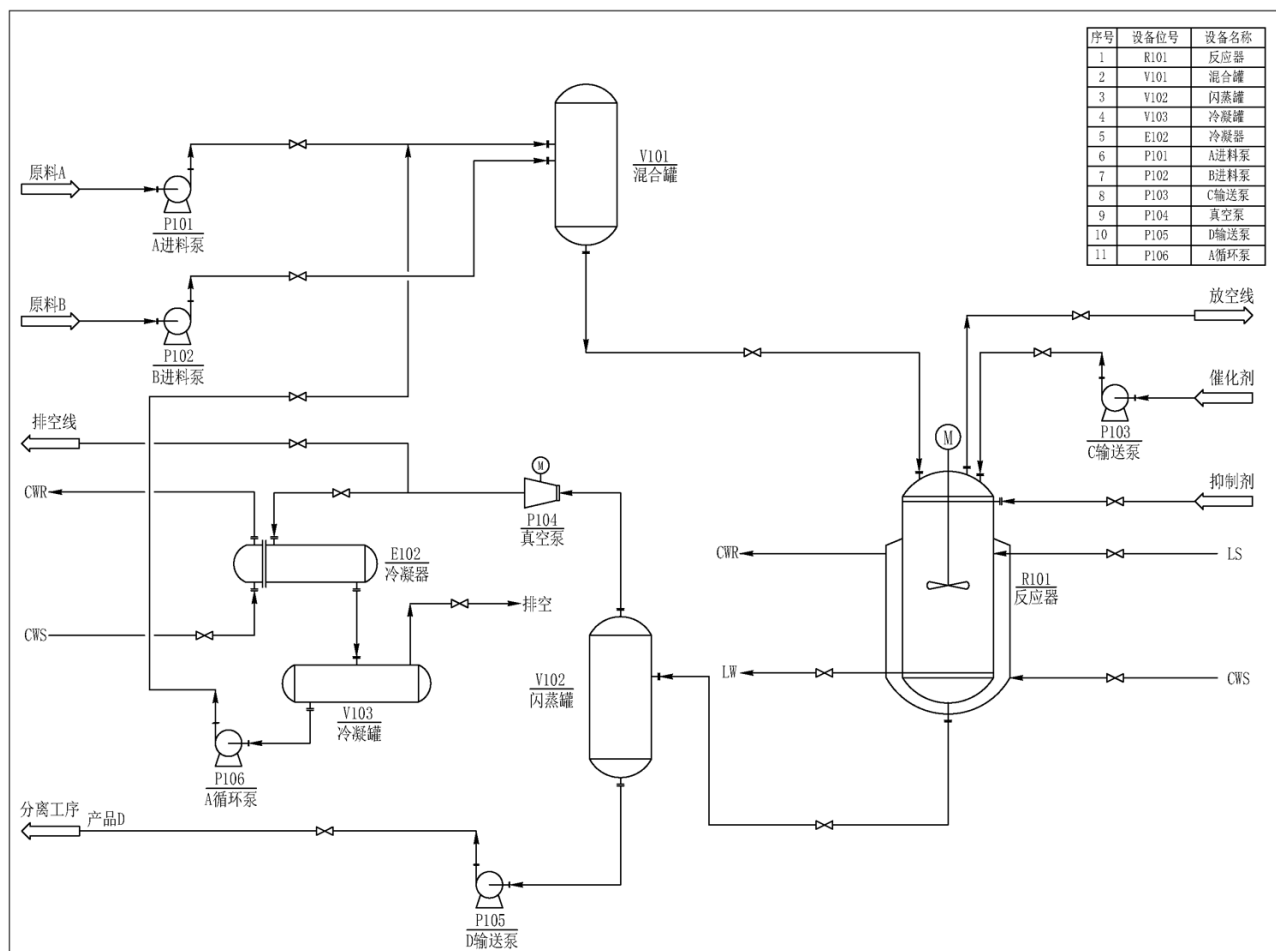 序号 设备位号 设备名称
1 R101 反应器
2 V101 混合罐
3 V102 闪蒸罐
4 V103 冷凝罐
5 E102 冷凝器
6 P101 A进料泵
7 P102 B进料泵
8 P103 C输送泵
9 P104 真空泵
10 P105 D输送泵
11 P106 A循环泵
原料A
P101
A进料泵
V101
混合罐
原料B
P102
B进料泵
放空线
催化剂
P103
C输送泵
排空线
M
M
CWR
P104
真空泵
抑制剂
E102
冷凝器
CWR
LS
R101
反应器
CWS
排空
LW
CWS
V102
闪蒸罐
V103
冷凝罐
P106
A循环泵
分离工序
产品D
P105
D输送泵